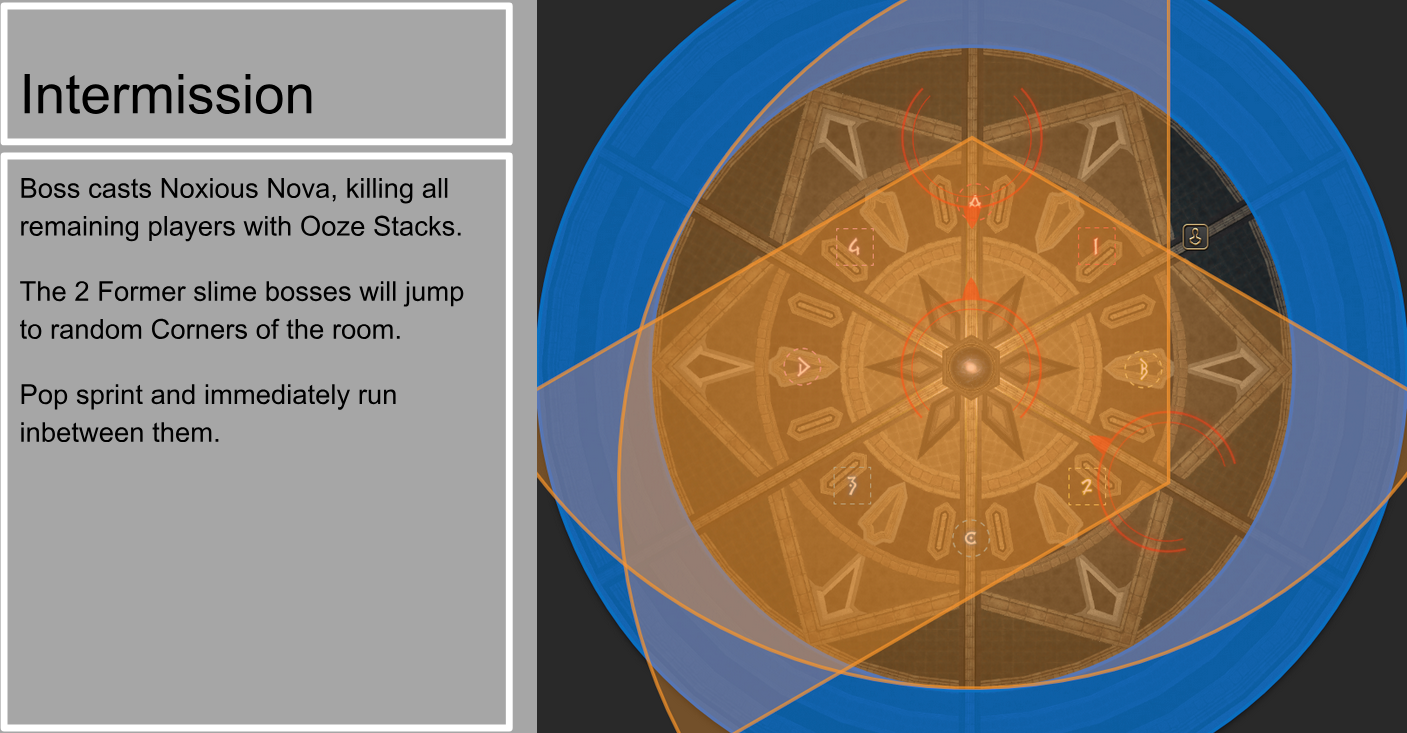 Intermission
Boss casts Noxious Nova, killing all
remaining players with Ooze Stacks.
The 2 Former slime bosses will jump
to random Corners of the room.
Pop sprint and immediately run
inbetween them.
A
4
1
D
B
3
2
C